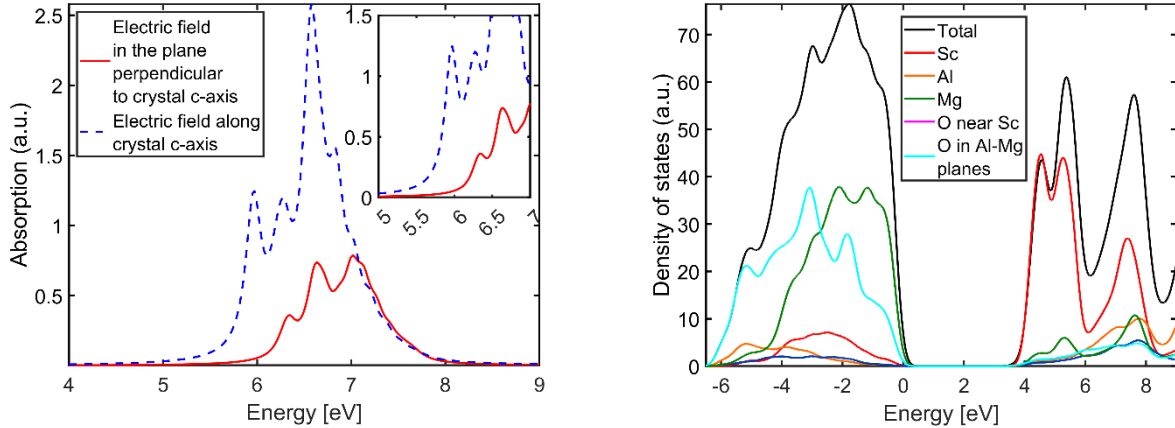 2.5
2
1.5
1
0.5
Absorption (a.u.)
Electric field
in the plane
perpendicular
to crystal c-axis
Electric field along
crystal c-axis
1.5
1
0.5
0
5
5.5
6
6.5
7
4
5
6
7
8
9
Energy [eV]
70
60
50
40
30
20
10
0
Density of states (a.u.)
Total
Sc
Al
Mg
O near Sc
O in Al-Mg
planes
-6
-4
-2
0
2
4
6
8
Energy [eV]